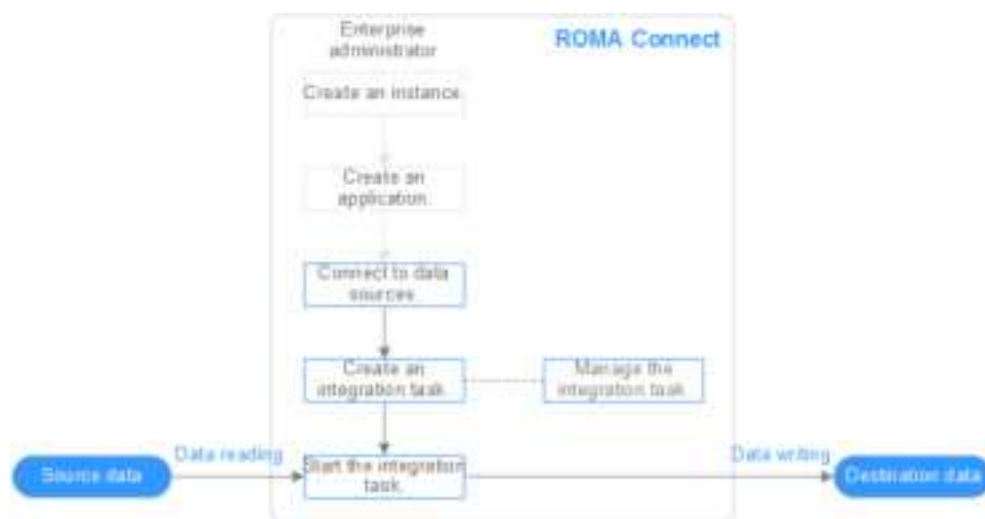 Enterprise
administrator
ROMA Connect
Create an instance.
Create an
application.
Connect to data
sources.
Create an
integration task.
Manage the
integration task.
Data reading
Data writing
Source data
Start the integration
task.
Destination data